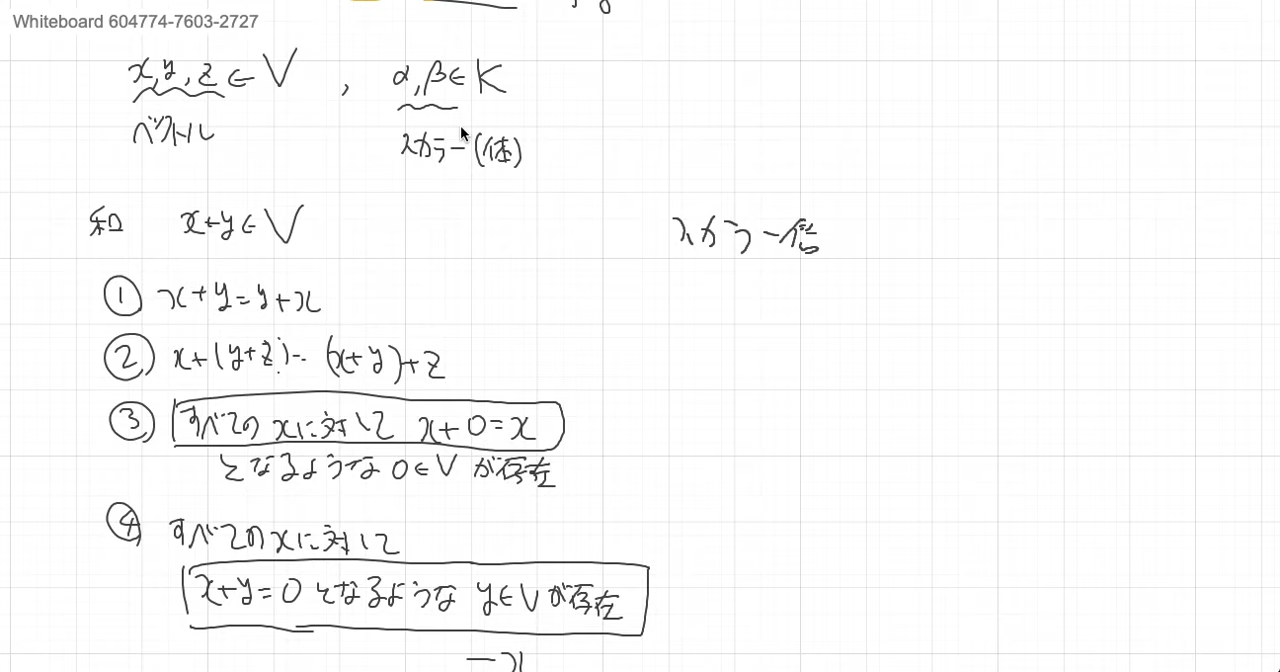 Whiteboard 604774-7603-2727
x,y,z∈V , α,β∈K
ベクトル スカラー(体)
和 x+y∈V スカラー倍
① x+y=y+x
② x+(y+z)=(x+y)+z
③ すべてのxに対して x+0=x
となるような 0∈V が存在
④ すべてのxに対して
x+y=0 となるような y∈V が存在
-x